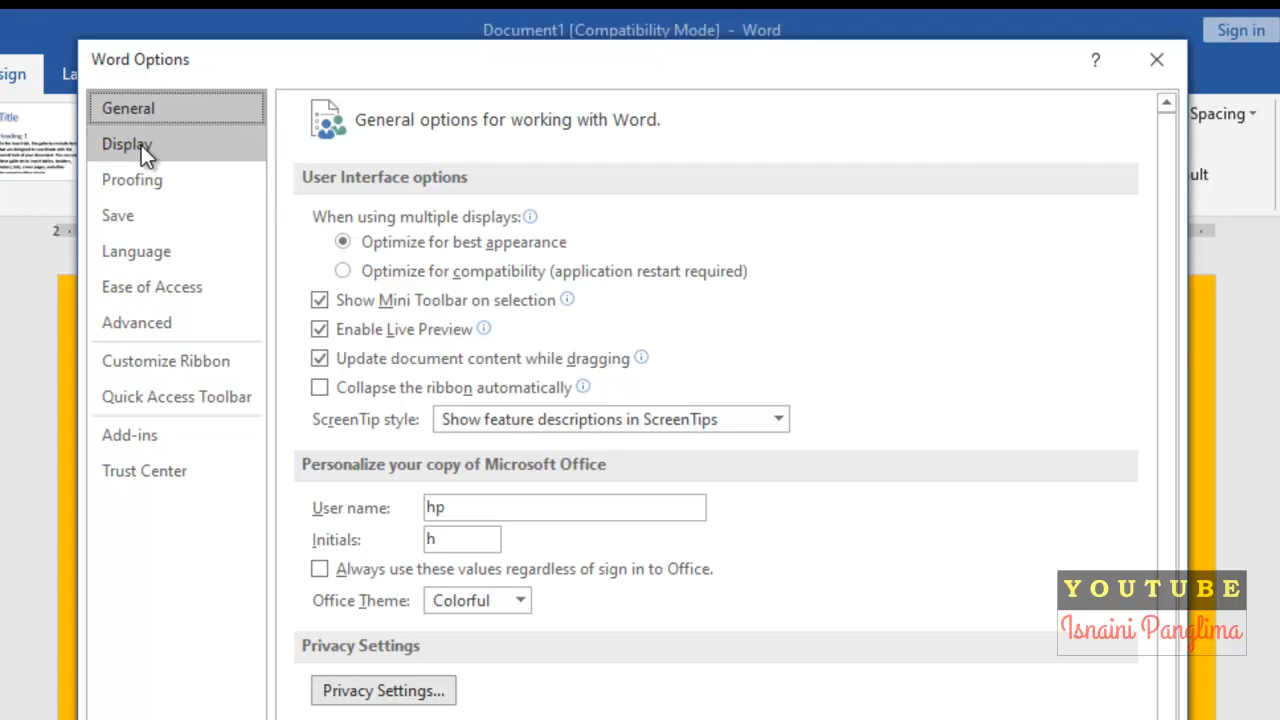 Document1 [Compatibility Mode] - Word
Sign in
sign
La
Word Options
?
Title
Heading 1
Spacing
ult
2
General
Display
Proofing
Save
Language
Ease of Access
Advanced
Customize Ribbon
Quick Access Toolbar
Add-ins
Trust Center
General options for working with Word.
User Interface options
When using multiple displays:
Optimize for best appearance
Optimize for compatibility (application restart required)
Show Mini Toolbar on selection
Enable Live Preview
Update document content while dragging
Collapse the ribbon automatically
ScreenTip style: Show feature descriptions in ScreenTips
Personalize your copy of Microsoft Office
User name: hp
Initials: h
Always use these values regardless of sign in to Office.
Office Theme: Colorful
Privacy Settings
Privacy Settings...
YOUTUBE
Isnaini Panglima